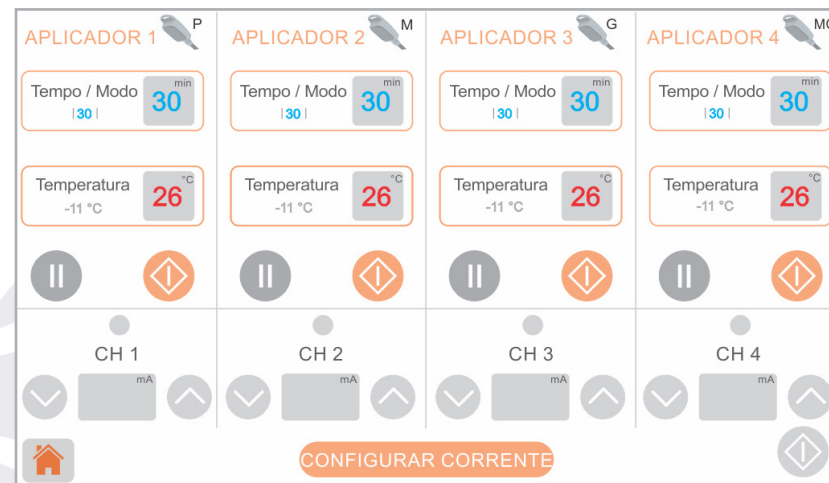 APLICADOR 1 P
APLICADOR 2 M
APLICADOR 3 G
APLICADOR 4
min
Tempo / Modo 30
|30|
min
Tempo / Modo 30
|30|
min
Tempo / Modo 30
|30|
min
Tempo / Modo 30
|30|
°C
Temperatura 26
-11 °C
°C
Temperatura 26
-11 °C
°C
Temperatura 26
-11 °C
°C
Temperatura 26
-11 °C
CH 1
CH 2
CH 3
CH 4
mA
mA
mA
mA
CONFIGURAR CORRENTE